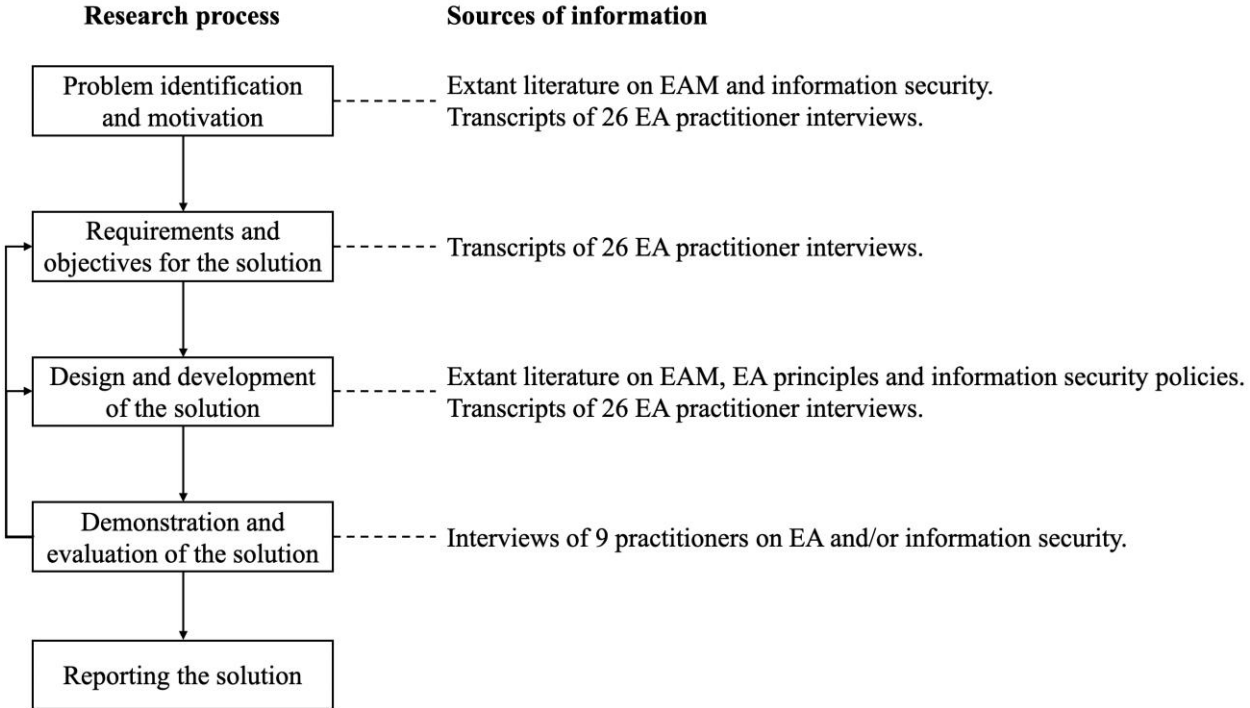 Research process
Sources of information
Problem identification
and motivation
Extant literature on EAM and information security.
Transcripts of 26 EA practitioner interviews.
Requirements and
objectives for the solution
Transcripts of 26 EA practitioner interviews.
Design and development
of the solution
Extant literature on EAM, EA principles and information security policies.
Transcripts of 26 EA practitioner interviews.
Demonstration and
evaluation of the solution
Interviews of 9 practitioners on EA and/or information security.
Reporting the solution